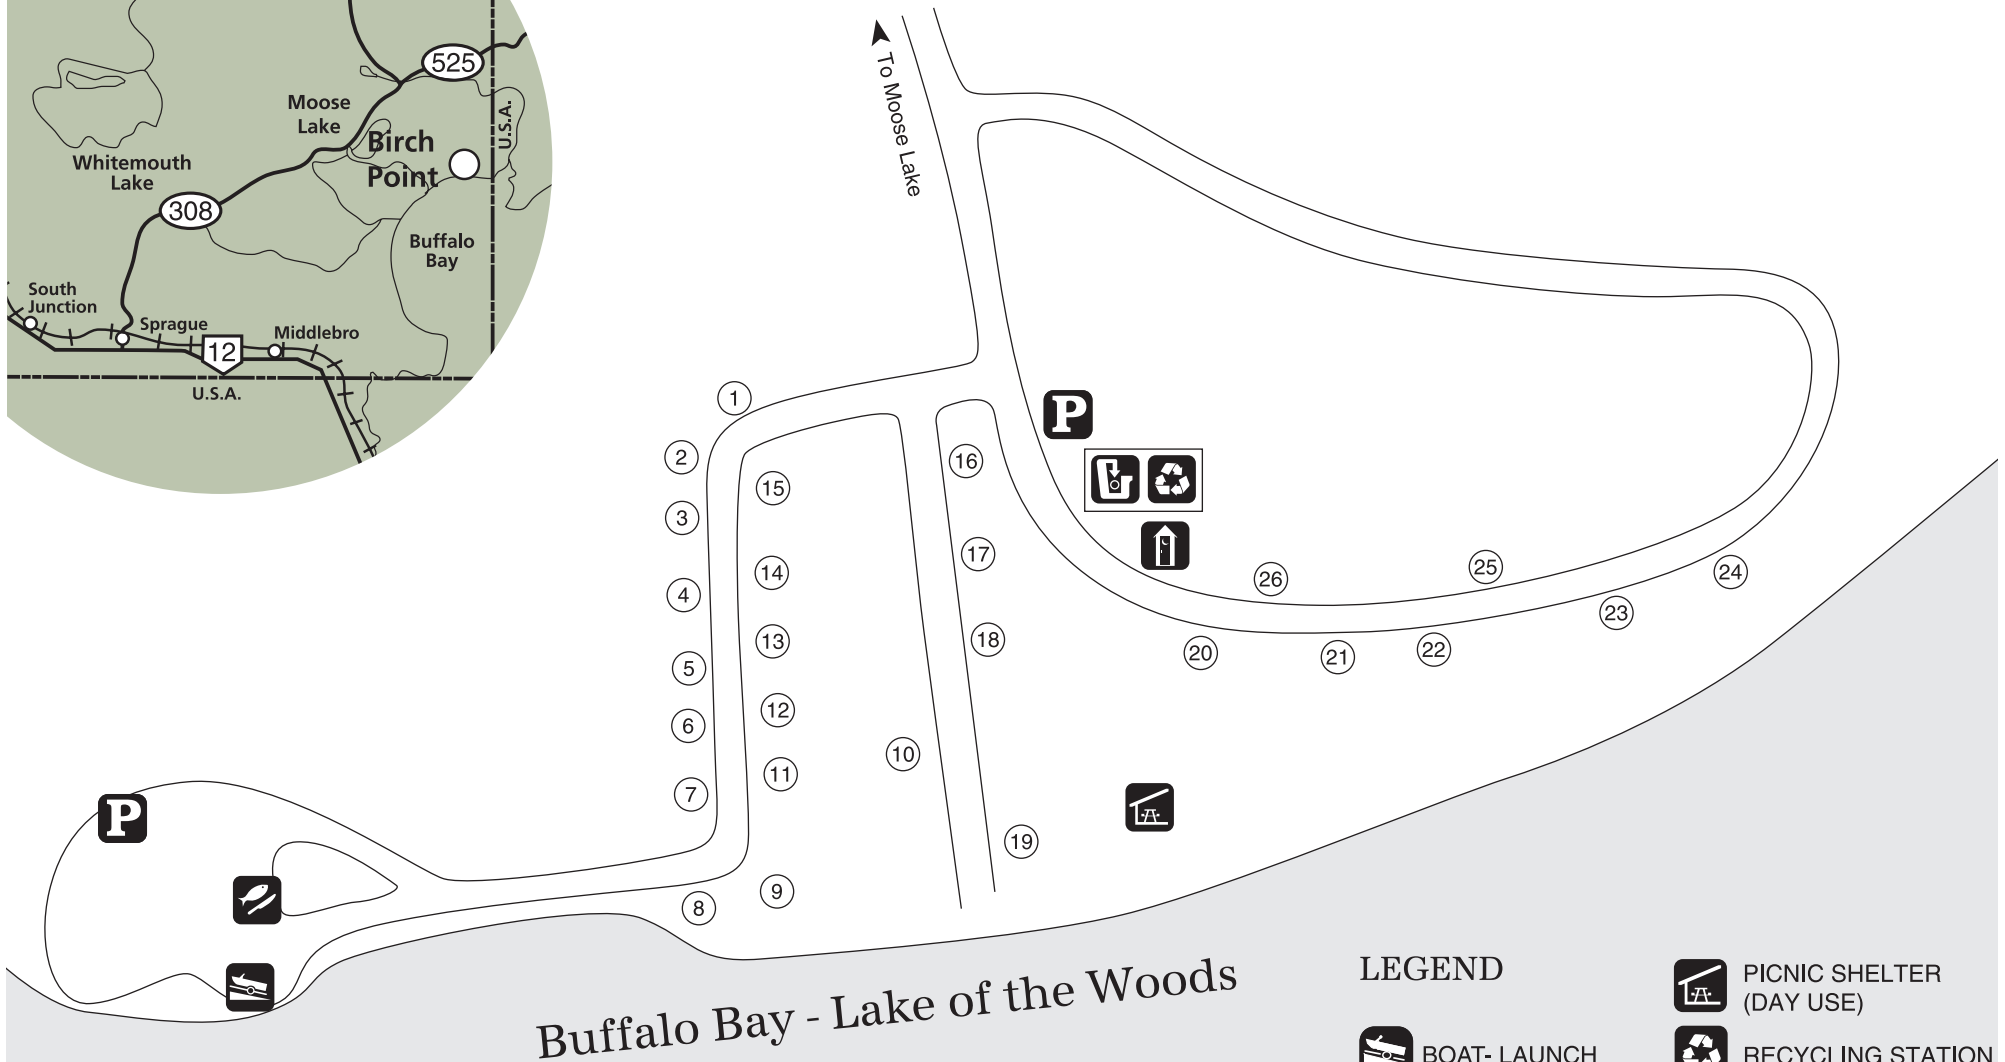 525
Moose
Lake
U.S.A.
Birch
Point
Whitemouth
Lake
308
Buffalo
Bay
South
Junction
Sprague
12
Middlebro
U.S.A.
To Moose Lake
1
2
3
4
5
6
7
8
9
10
11
12
13
14
15
16
17
18
19
20
21
22
23
24
25
26
P
P
Buffalo Bay - Lake of the Woods
LEGEND
PICNIC SHELTER
(DAY USE)
BOAT- LAUNCH
RECYCLING STATION